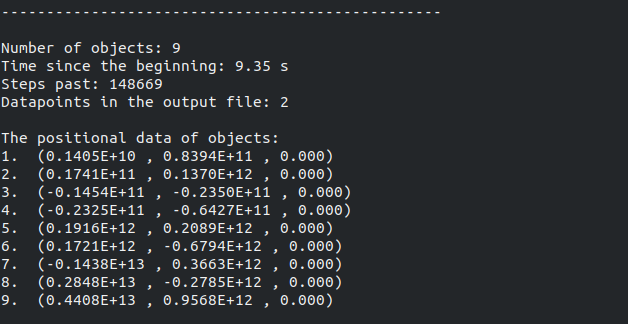 -------------------------------------------------
Number of objects: 9
Time since the beginning: 9.35 s
Steps past: 148669
Datapoints in the output file: 2
The positional data of objects:
1.  (0.1405E+10 , 0.8394E+11 , 0.000)
2.  (0.1741E+11 , 0.1370E+12 , 0.000)
3.  (-0.1454E+11 , -0.2350E+11 , 0.000)
4.  (-0.2325E+11 , -0.6427E+11 , 0.000)
5.  (0.1916E+12 , 0.2089E+12 , 0.000)
6.  (0.1721E+12 , -0.6794E+12 , 0.000)
7.  (-0.1438E+13 , 0.3663E+12 , 0.000)
8.  (0.2848E+13 , -0.2785E+12 , 0.000)
9.  (0.4408E+13 , 0.9568E+12 , 0.000)